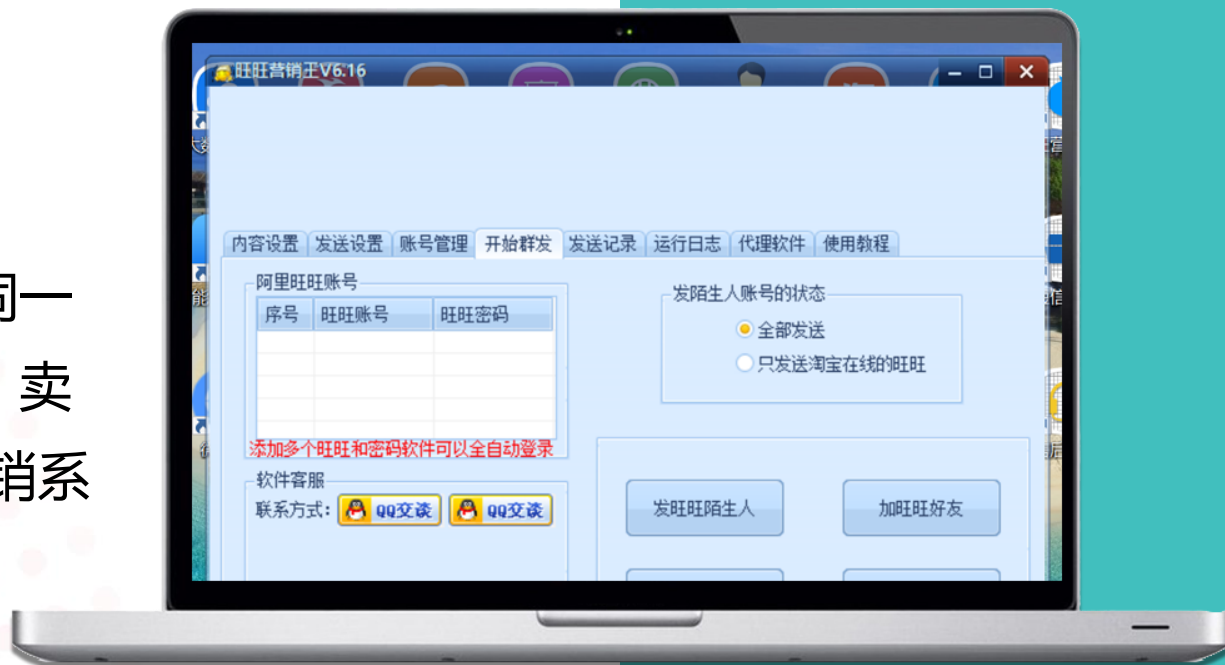 同一
卖
销系
旺旺营销王V6.16
内容设置 发送设置 账号管理 开始群发 发送记录 运行日志 代理软件 使用教程
阿里旺旺账号
序号 旺旺账号 旺旺密码
添加多个旺旺和密码软件可以全自动登录
软件客服
联系方式: QQ交谈 QQ交谈
发陌生人账号的状态
全部发送
只发送淘宝在线的旺旺
发旺旺陌生人 加旺旺好友